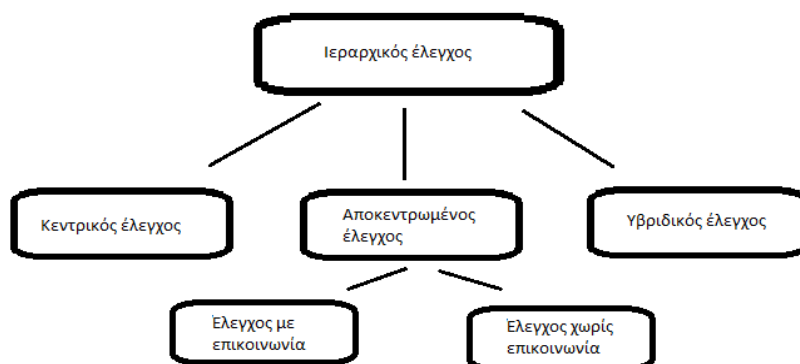 Ιεραρχικός έλεγχος
Κεντρικός έλεγχος
Αποκεντρωμένος
έλεγχος
Υβριδικός έλεγχος
Έλεγχος με
επικοινωνία
Έλεγχος χωρίς
επικοινωνία